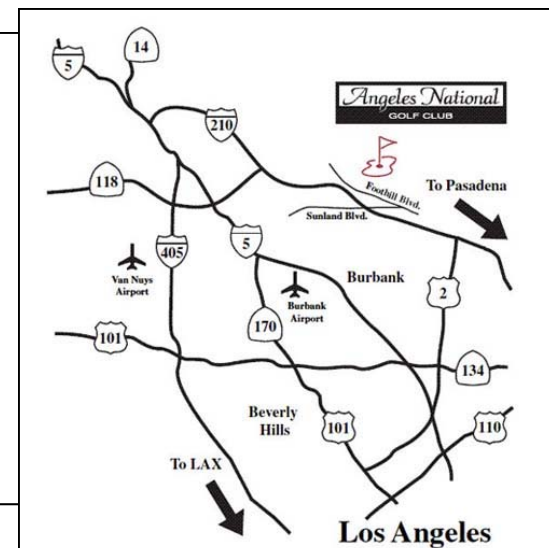 14
5
Angeles National
GOLF CLUB
210
118
Foothill Blvd.
To Pasadena
Sunland Blvd.
405
5
Van Nuys
Airport
Burbank
2
Burbank
Airport
170
101
134
Beverly
Hills
101
110
To LAX
Los Angeles